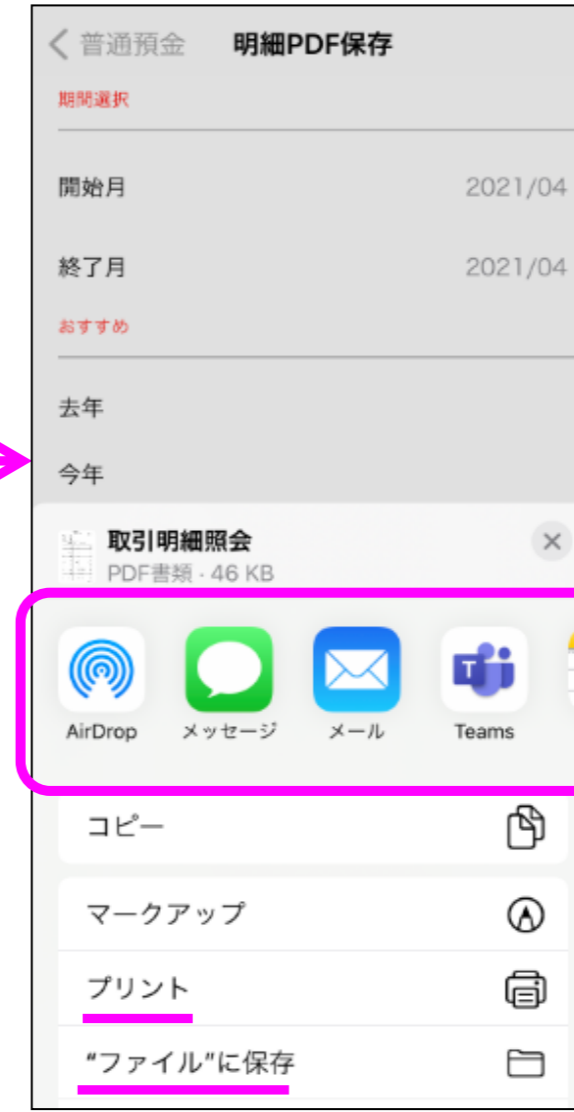 普通預金 明細PDF保存
期間選択
開始月 2021/04
終了月 2021/04
おすすめ
去年
今年
取引明細照会
PDF書類 · 46 KB
AirDrop メッセージ メール Teams
コピー
マークアップ
プリント
“ファイル”に保存